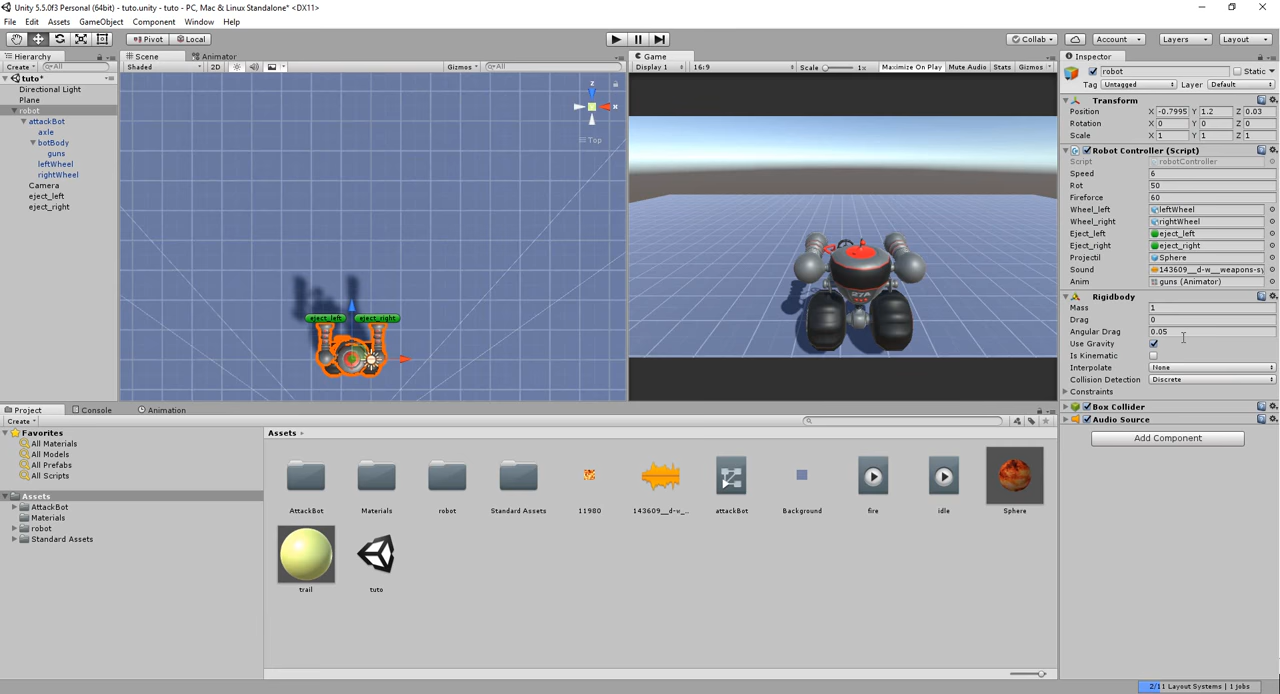 Unity 5.5.0f3 Personal (64bit) - tuto.unity - tuto - PC, Mac & Linux Standalone* <DX11>
File Edit Assets GameObject Component Window Help
Pivot Local Collab Account Layers Layout
Hierarchy Scene Animator Game Inspector
Create All Shaded 2D Gizmos All Display 1 16:9 Scale 1x Maximize On Play Mute Audio Stats Gizmos robot Static
Tag Untagged Layer Default
tuto*
Directional Light
Plane
robot
attackBot
axle
botBody
guns
leftWheel
rightWheel
Camera
eject_left
eject_right
z
x
Top
eject_left eject_right
R7A
Transform
Position X -0.7995 Y 1.2 Z 0.03
Rotation X 0 Y 0 Z 0
Scale X 1 Y 1 Z 1
Robot Controller (Script)
Script robotController
Speed 6
Rot 50
Fireforce 60
Wheel_left leftWheel
Wheel_right rightWheel
Eject_left eject_left
Eject_right eject_right
Projectil Sphere
Sound 143609__d-w__weapons-sy
Anim guns (Animator)
Rigidbody
Mass 1
Drag 0
Angular Drag 0.05
Use Gravity
Is Kinematic
Interpolate None
Collision Detection Discrete
Constraints
Box Collider
Audio Source
Add Component
Project Console Animation
Create
Favorites
All Materials
All Models
All Prefabs
All Scripts
Assets
AttackBot
Materials
robot
Standard Assets
Assets
AttackBot Materials robot Standard Assets 11980 143609__d-w_... attackBot Background fire idle Sphere
trail tuto
2/11 Layout Systems | 1 jobs